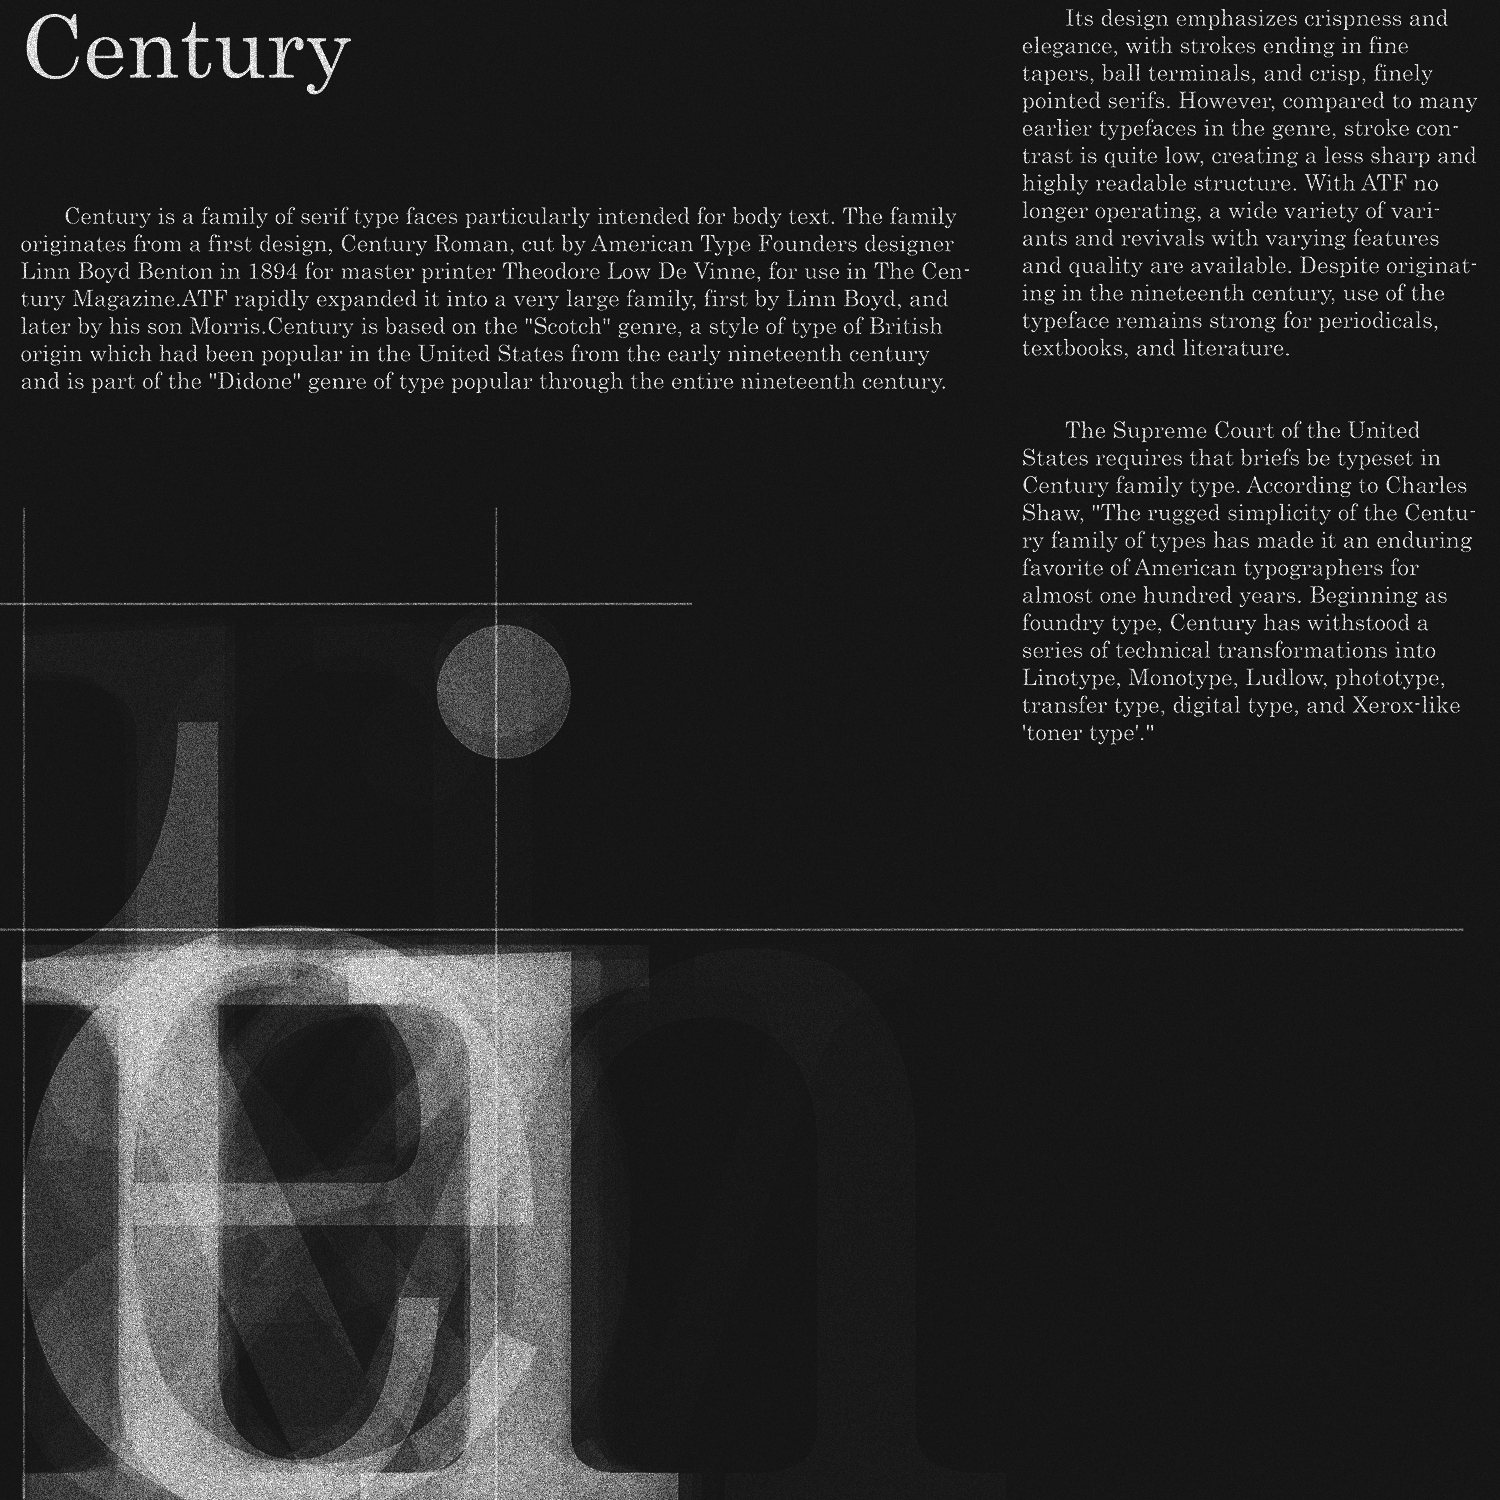 Century
Century is a family of serif type faces particularly intended for body text. The family
originates from a first design, Century Roman, cut by American Type Founders designer
Linn Boyd Benton in 1894 for master printer Theodore Low De Vinne, for use in The Cen-
tury Magazine.ATF rapidly expanded it into a very large family, first by Linn Boyd, and
later by his son Morris.Century is based on the "Scotch" genre, a style of type of British
origin which had been popular in the United States from the early nineteenth century
and is part of the "Didone" genre of type popular through the entire nineteenth century.
Its design emphasizes crispness and
elegance, with strokes ending in fine
tapers, ball terminals, and crisp, finely
pointed serifs. However, compared to many
earlier typefaces in the genre, stroke con-
trast is quite low, creating a less sharp and
highly readable structure. With ATF no
longer operating, a wide variety of vari-
ants and revivals with varying features
and quality are available. Despite originat-
ing in the nineteenth century, use of the
typeface remains strong for periodicals,
textbooks, and literature.
The Supreme Court of the United
States requires that briefs be typeset in
Century family type. According to Charles
Shaw, "The rugged simplicity of the Centu-
ry family of types has made it an enduring
favorite of American typographers for
almost one hundred years. Beginning as
foundry type, Century has withstood a
series of technical transformations into
Linotype, Monotype, Ludlow, phototype,
transfer type, digital type, and Xerox-like
'toner type'."